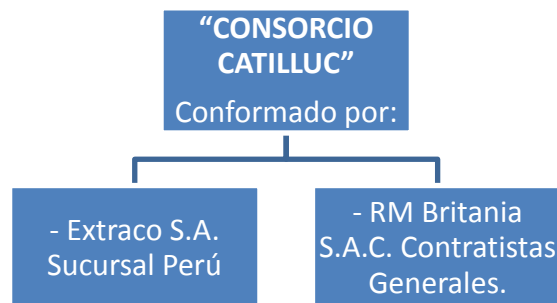 “CONSORCIO
CATILLUC”
Conformado por:
- Extraco S.A.
Sucursal Perú
- RM Britania
S.A.C. Contratistas
Generales.